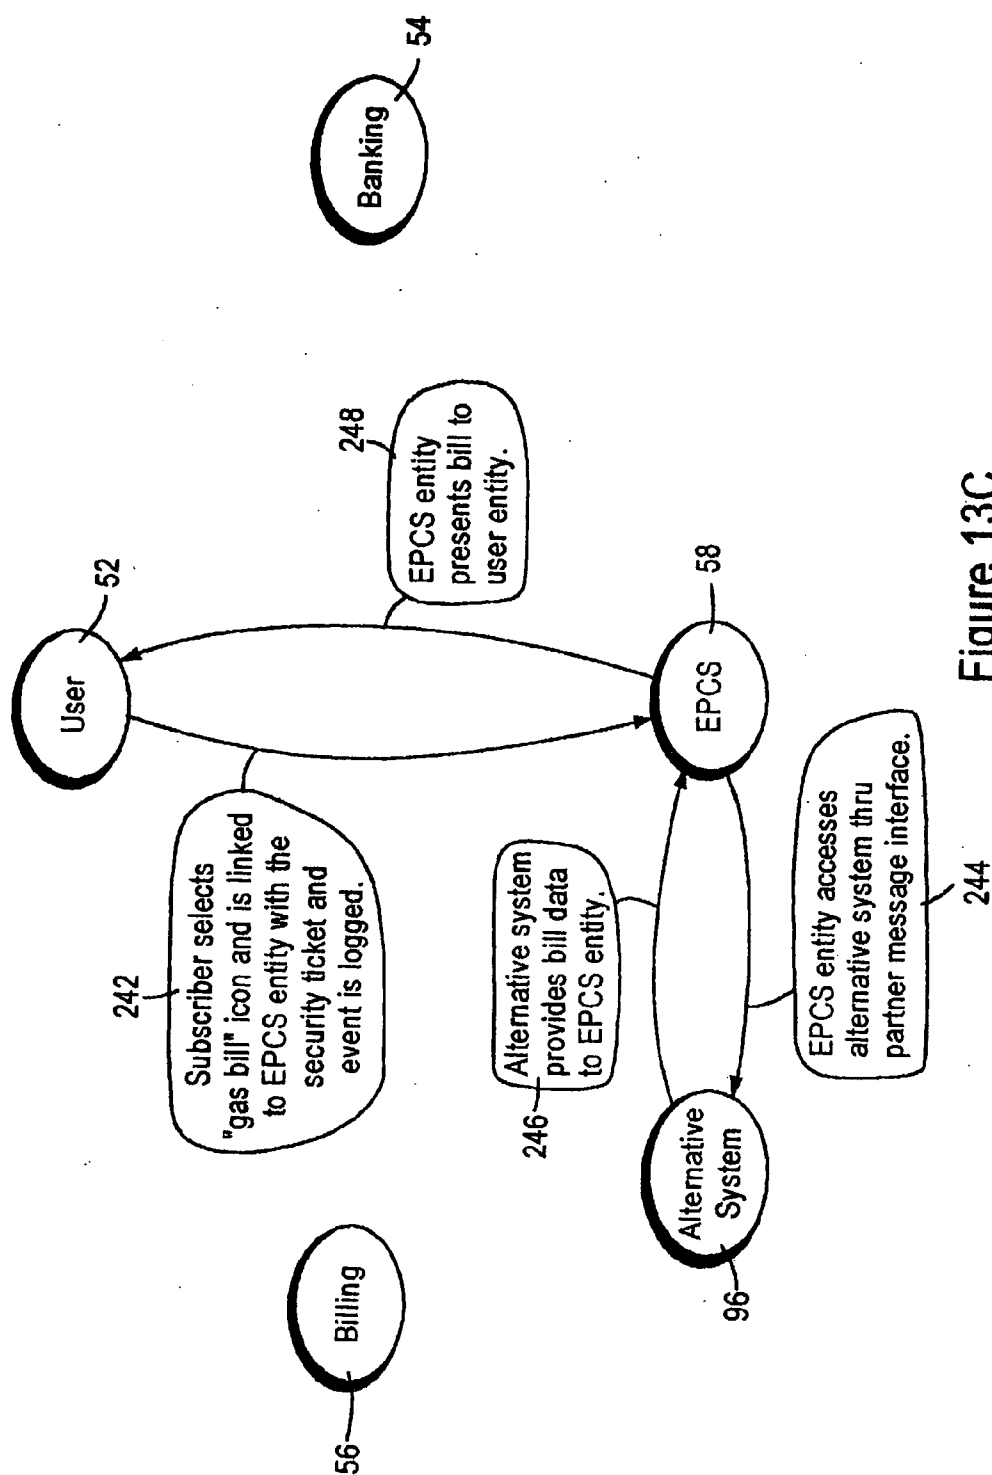 User
52
Banking
54
Billing
56
242
Subscriber selects
"gas bill" icon and is linked
to EPCS entity with the
security ticket and
event is logged.
248
EPCS entity
presents bill to
user entity.
Alternative system
provides bill data
to EPCS entity.
246
Alternative
System
96
EPCS
58
EPCS entity accesses
alternative system thru
partner message interface.
244
Figure 13C